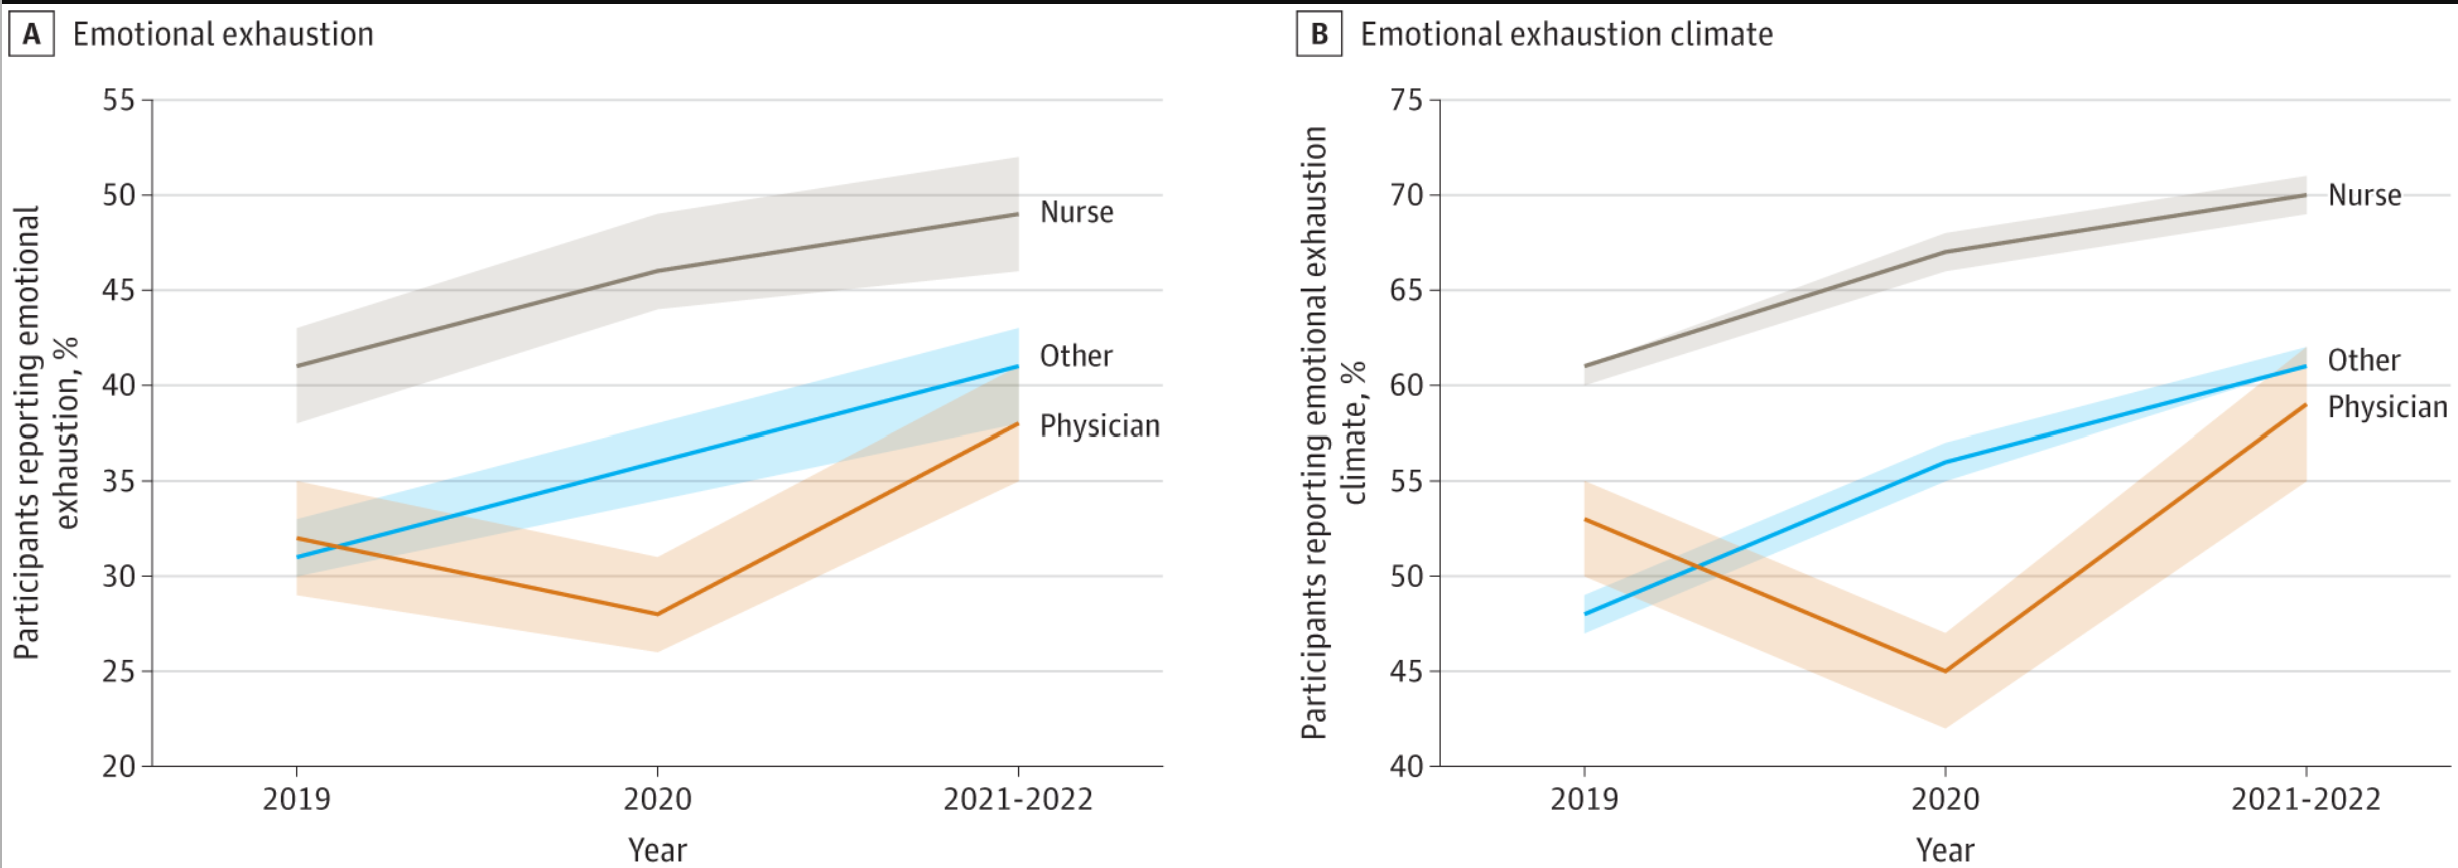 A Emotional exhaustion
Participants reporting emotional
exhaustion, %
55
50
45
40
35
30
25
20
Nurse
Other
Physician
2019 2020 2021-2022
Year
B Emotional exhaustion climate
Participants reporting emotional exhaustion
climate, %
75
70
65
60
55
50
45
40
Nurse
Other
Physician
2019 2020 2021-2022
Year